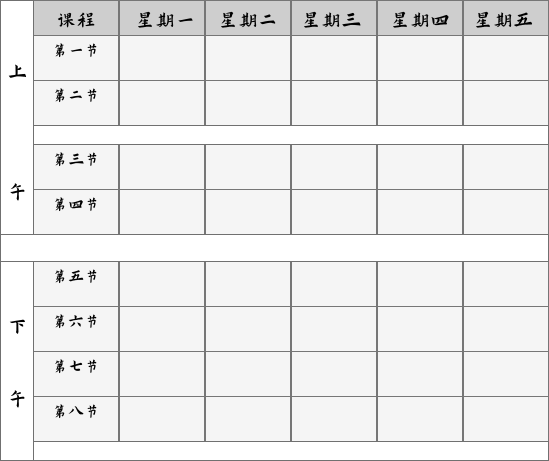 课程 星期一 星期二 星期三 星期四 星期五
上午
第一节
第二节
第三节
第四节
下午
第五节
第六节
第七节
第八节